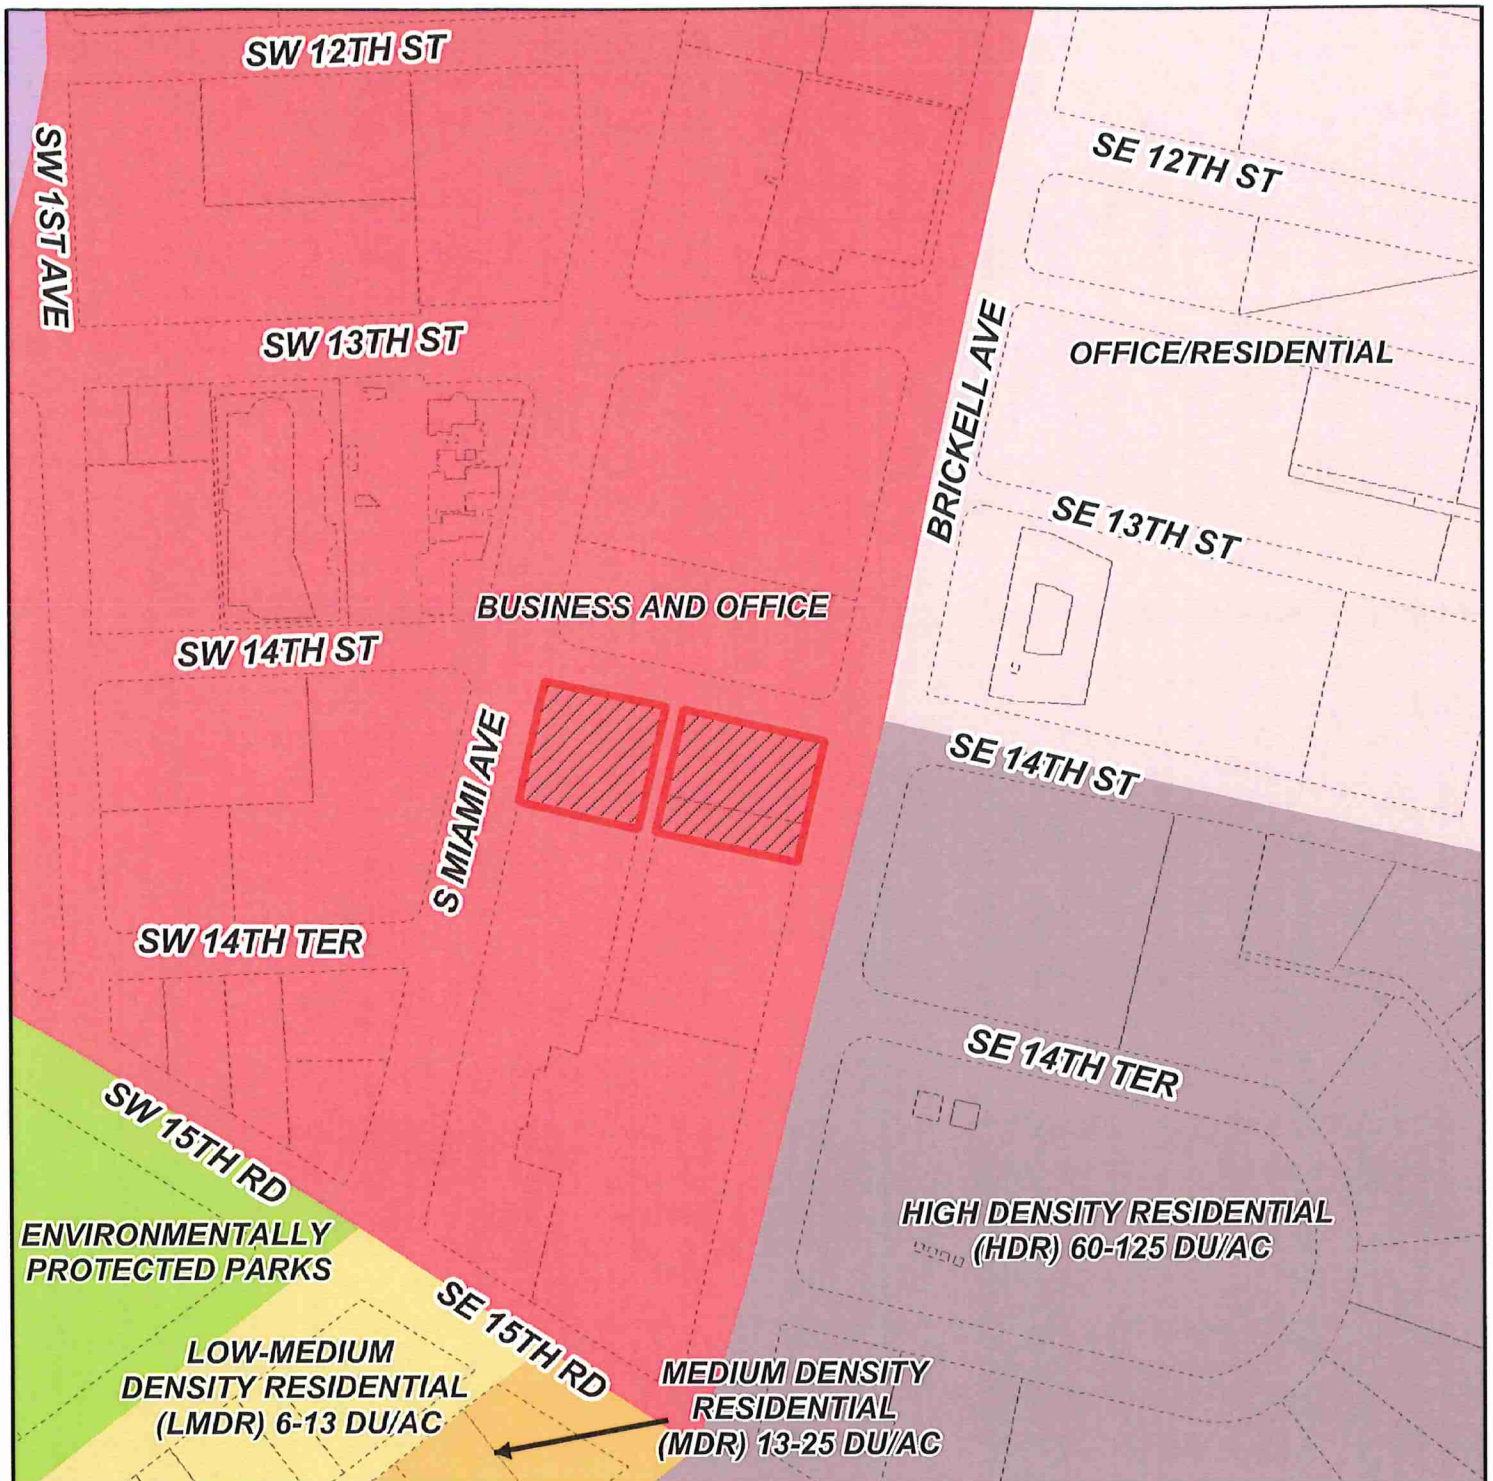 SW 12TH ST
SE 12TH ST
SW 1ST AVE
SW 13TH ST
BRICKELL AVE
OFFICE/RESIDENTIAL
SE 13TH ST
BUSINESS AND OFFICE
SW 14TH ST
S MIAMI AVE
SE 14TH ST
SW 14TH TER
SE 14TH TER
SW 15TH RD
HIGH DENSITY RESIDENTIAL
(HDR) 60-125 DU/AC
ENVIRONMENTALLY
PROTECTED PARKS
SE 15TH RD
LOW-MEDIUM
DENSITY RESIDENTIAL
(LMDR) 6-13 DU/AC
MEDIUM DENSITY
RESIDENTIAL
(MDR) 13-25 DU/AC